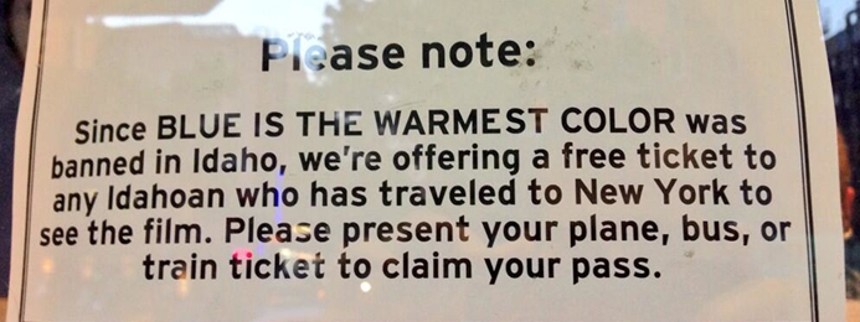 Please note:
Since BLUE IS THE WARMEST COLOR was
banned in Idaho, we're offering a free ticket to
any Idahoan who has traveled to New York to
see the film. Please present your plane, bus, or
train ticket to claim your pass.